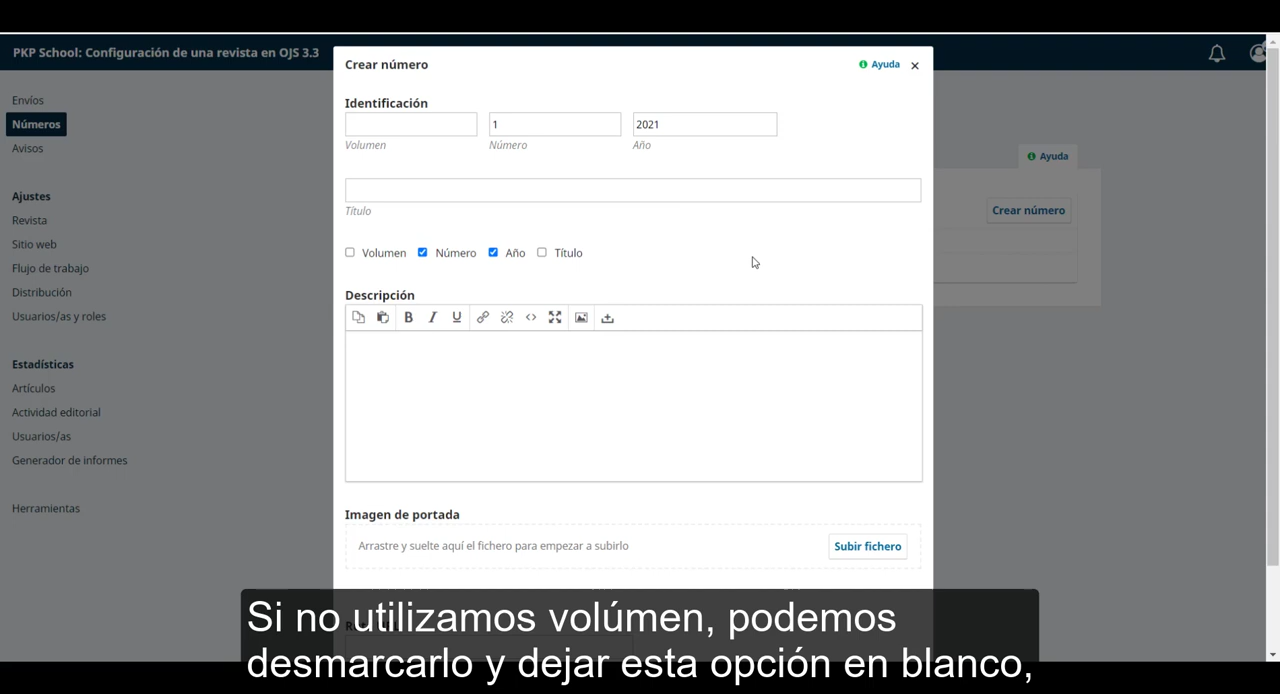 PKP School: Configuración de una revista en OJS 3.3
Envíos
Números
Avisos
Ajustes
Revista
Sitio web
Flujo de trabajo
Distribución
Usuarios/as y roles
Estadísticas
Artículos
Actividad editorial
Usuarios/as
Generador de informes
Herramientas
Crear número
Ayuda
Identificación
1
2021
Volumen
Número
Año
Título
Volumen
Número
Año
Título
Descripción
B I U
Imagen de portada
Arrastre y suelte aquí el fichero para empezar a subirlo
Subir fichero
Ayuda
Crear número
Si no utilizamos volúmen, podemos
desmarcarlo y dejar esta opción en blanco,